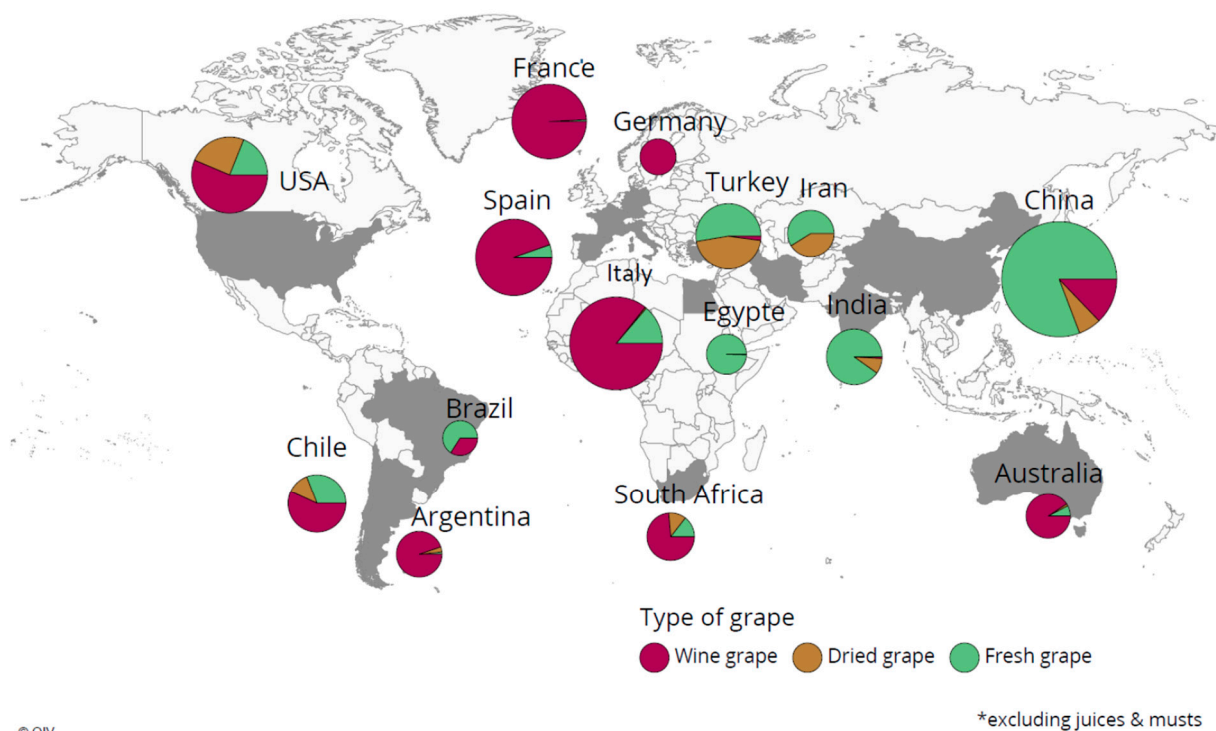 France
Germany
USA
Turkey
Iran
Spain
China
Italy
Egypte
India
Brazil
Chile
Australia
South Africa
Argentina
Type of grape
Wine grape
Dried grape
Fresh grape
*excluding juices & musts